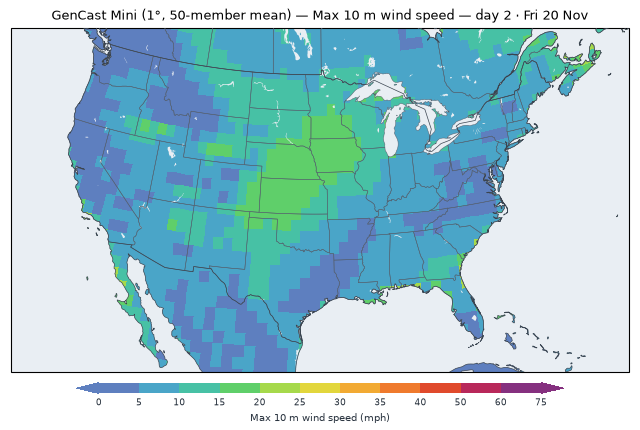 GenCast Mini (1°, 50-member mean) — Max 10 m wind speed — day 2 · Fri 20 Nov
0 5 10 15 20 25 30 35 40 50 60 75
Max 10 m wind speed (mph)